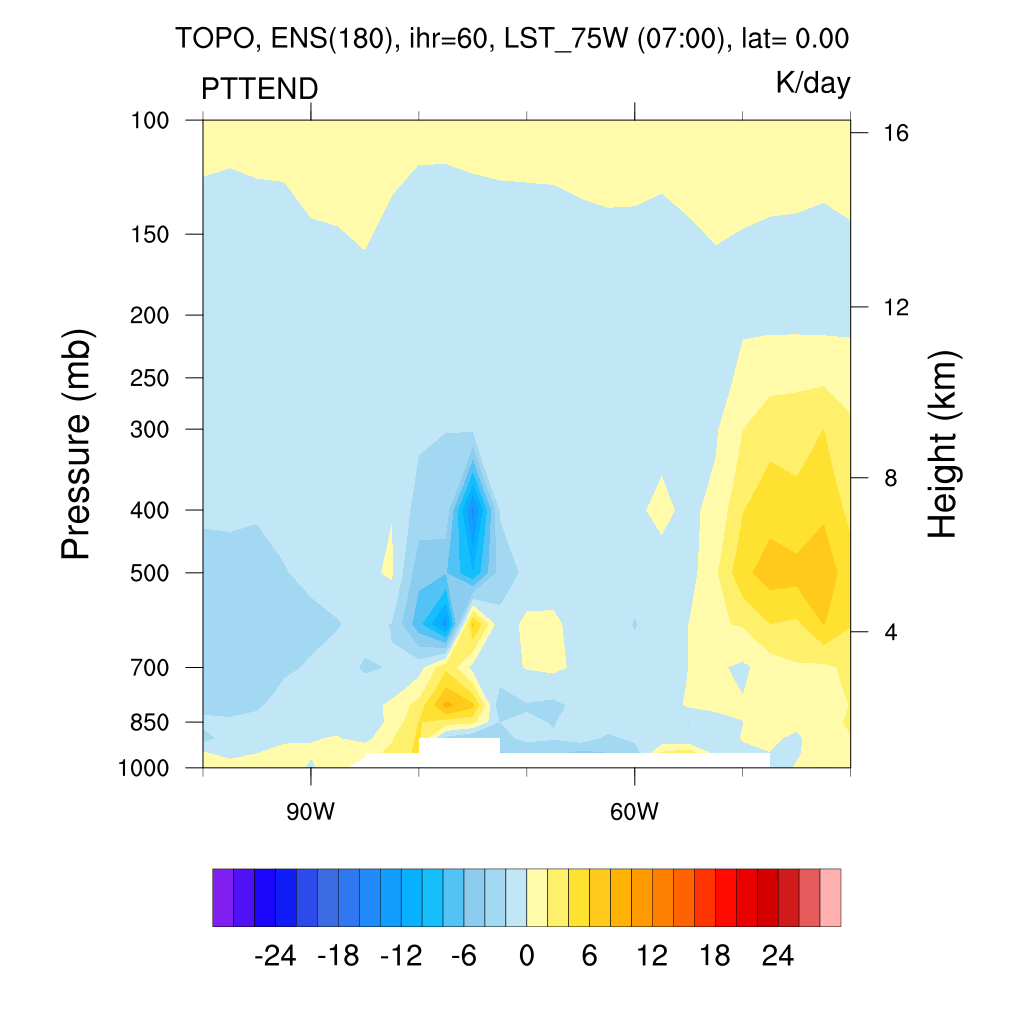 TOPO, ENS(180), ihr=60, LST_75W (07:00), lat= 0.00
PTTEND
K/day
100
150
200
250
300
400
500
700
850
1000
Pressure (mb)
16
12
8
4
Height (km)
90W
60W
-24 -18 -12 -6 0 6 12 18 24